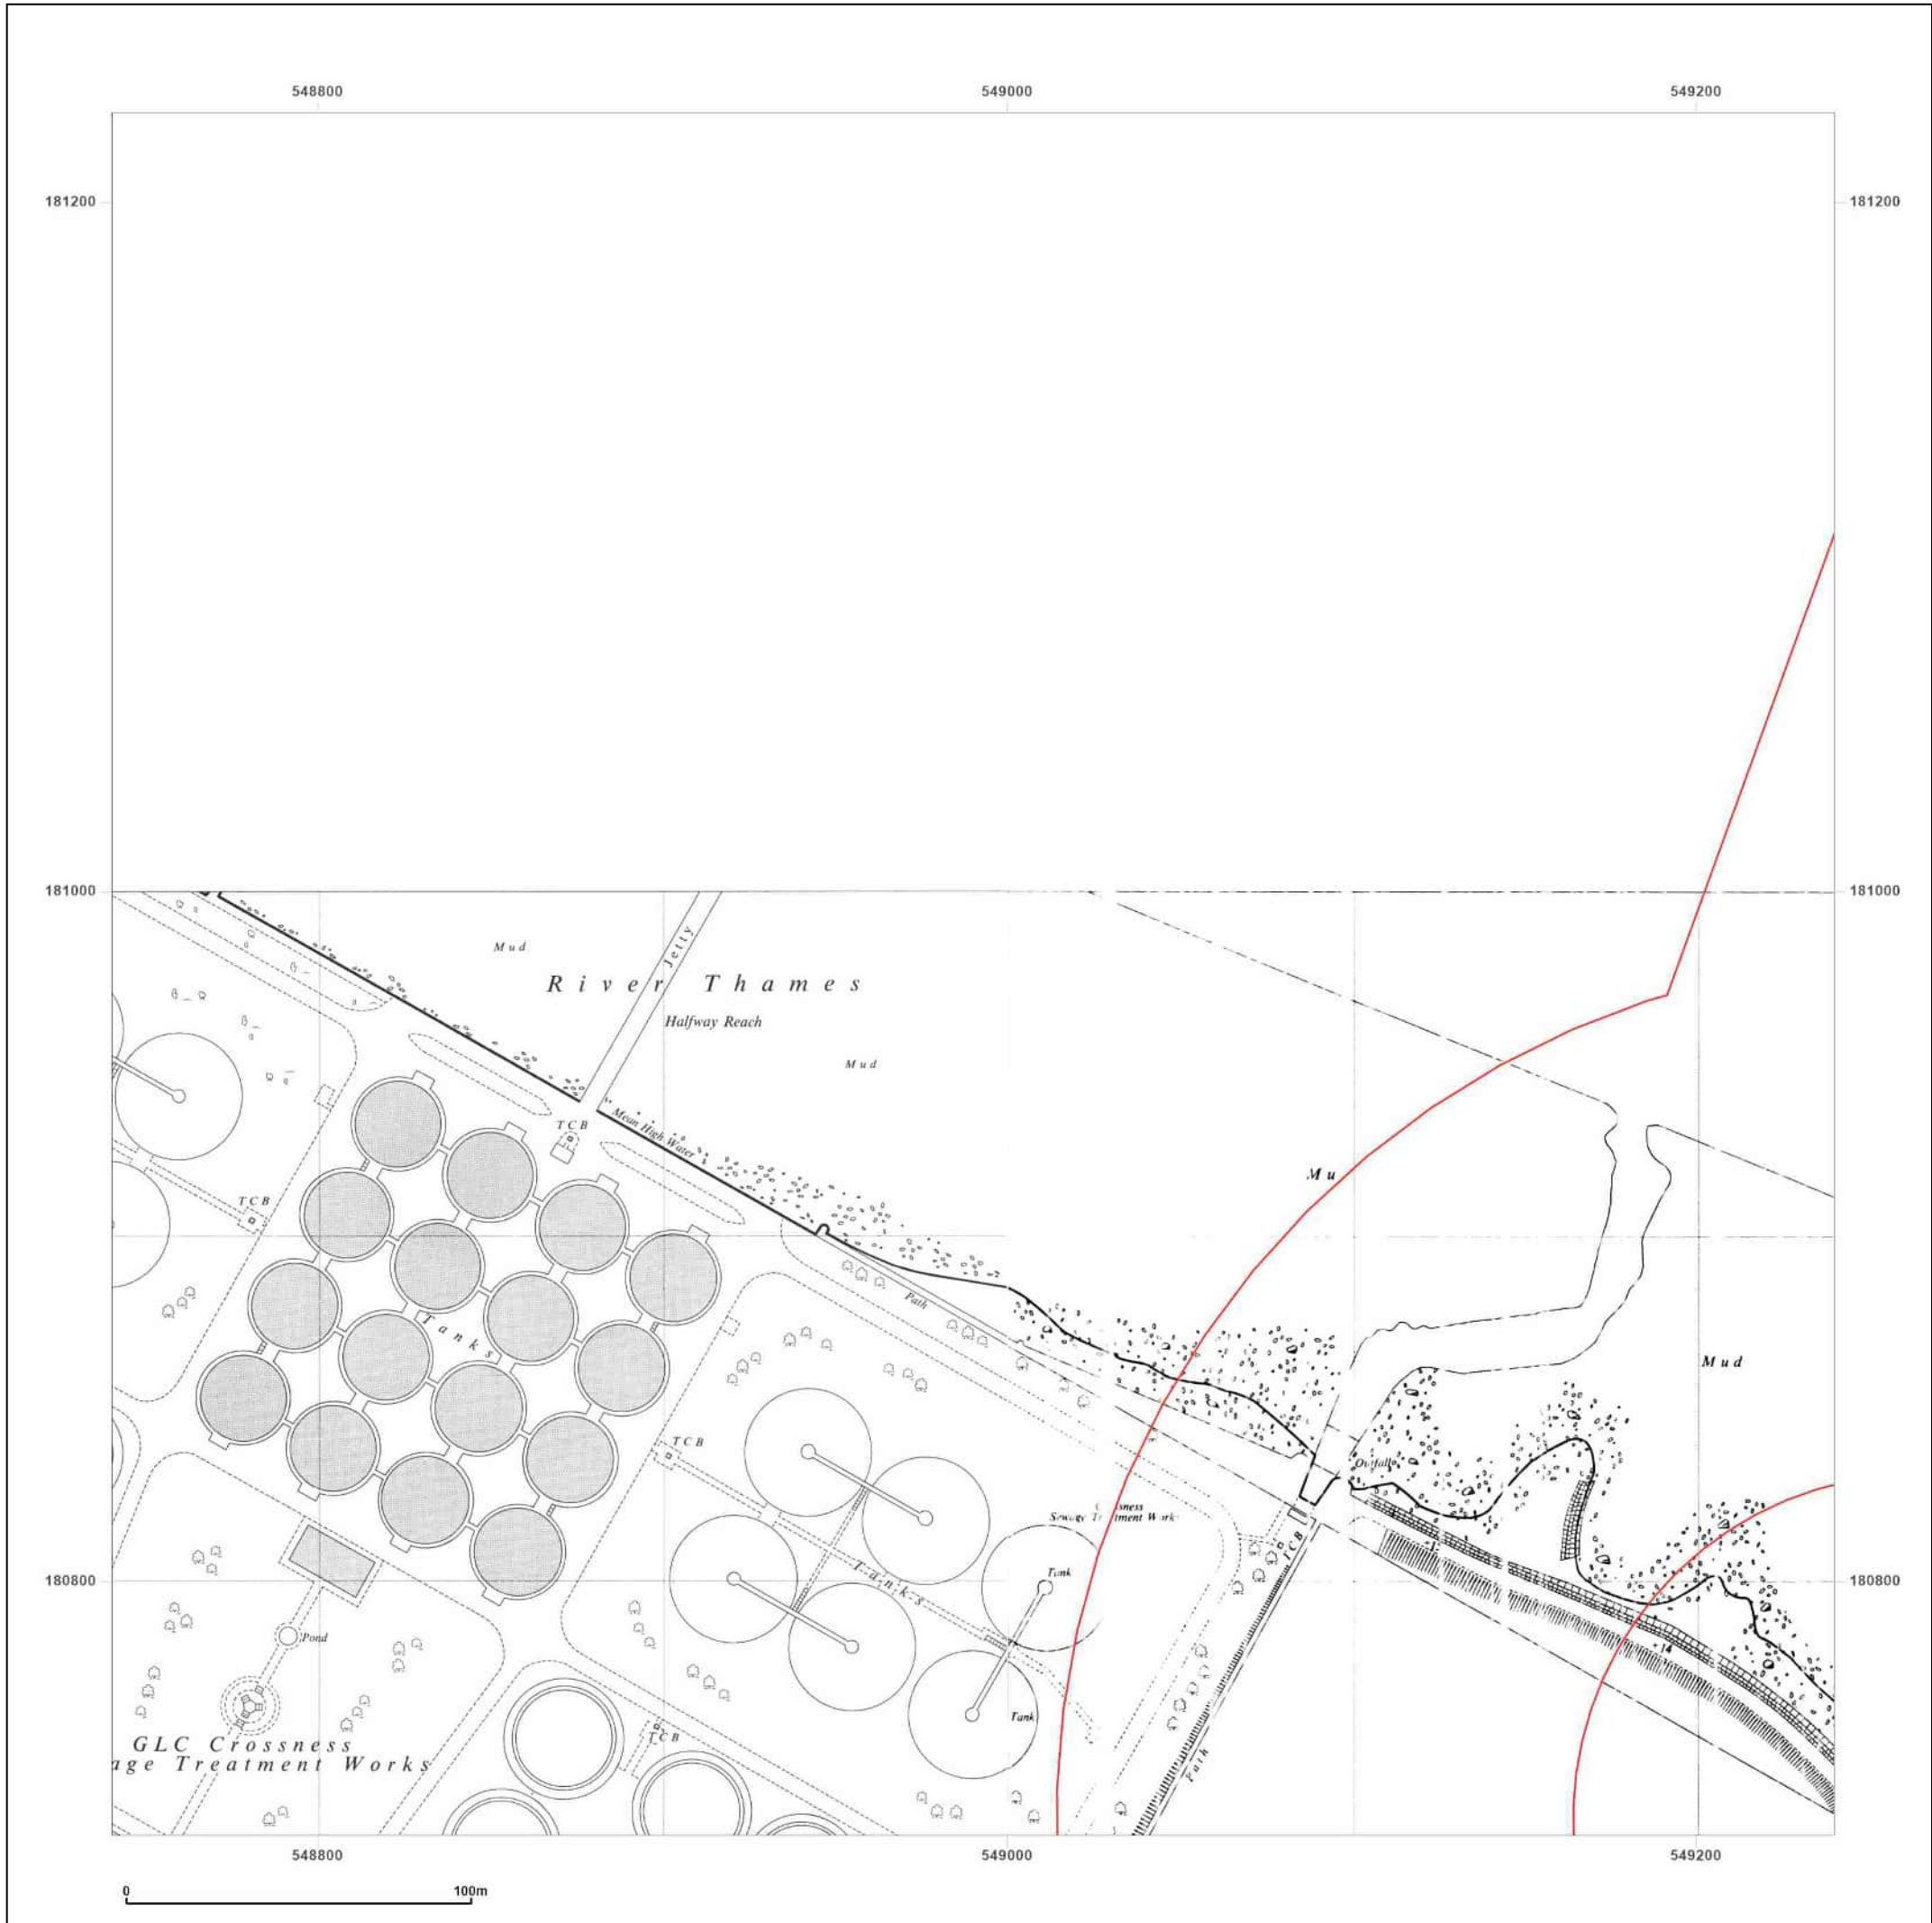 548800
549000
549200
181200
181200
181000
181000
Mud
Jetty
River Thames
Halfway Reach
Mud
TCB
Mean High Water
Mu
TCB
Path
Tanks
Mud
TCB
Outfall
ness
Sewage Treatment Works
TCB
Tank
Tanks
180800
180800
Pond
+14
Tank
TCB
GLC Crossness
age Treatment Works
Path
548800
549000
549200
0
100m